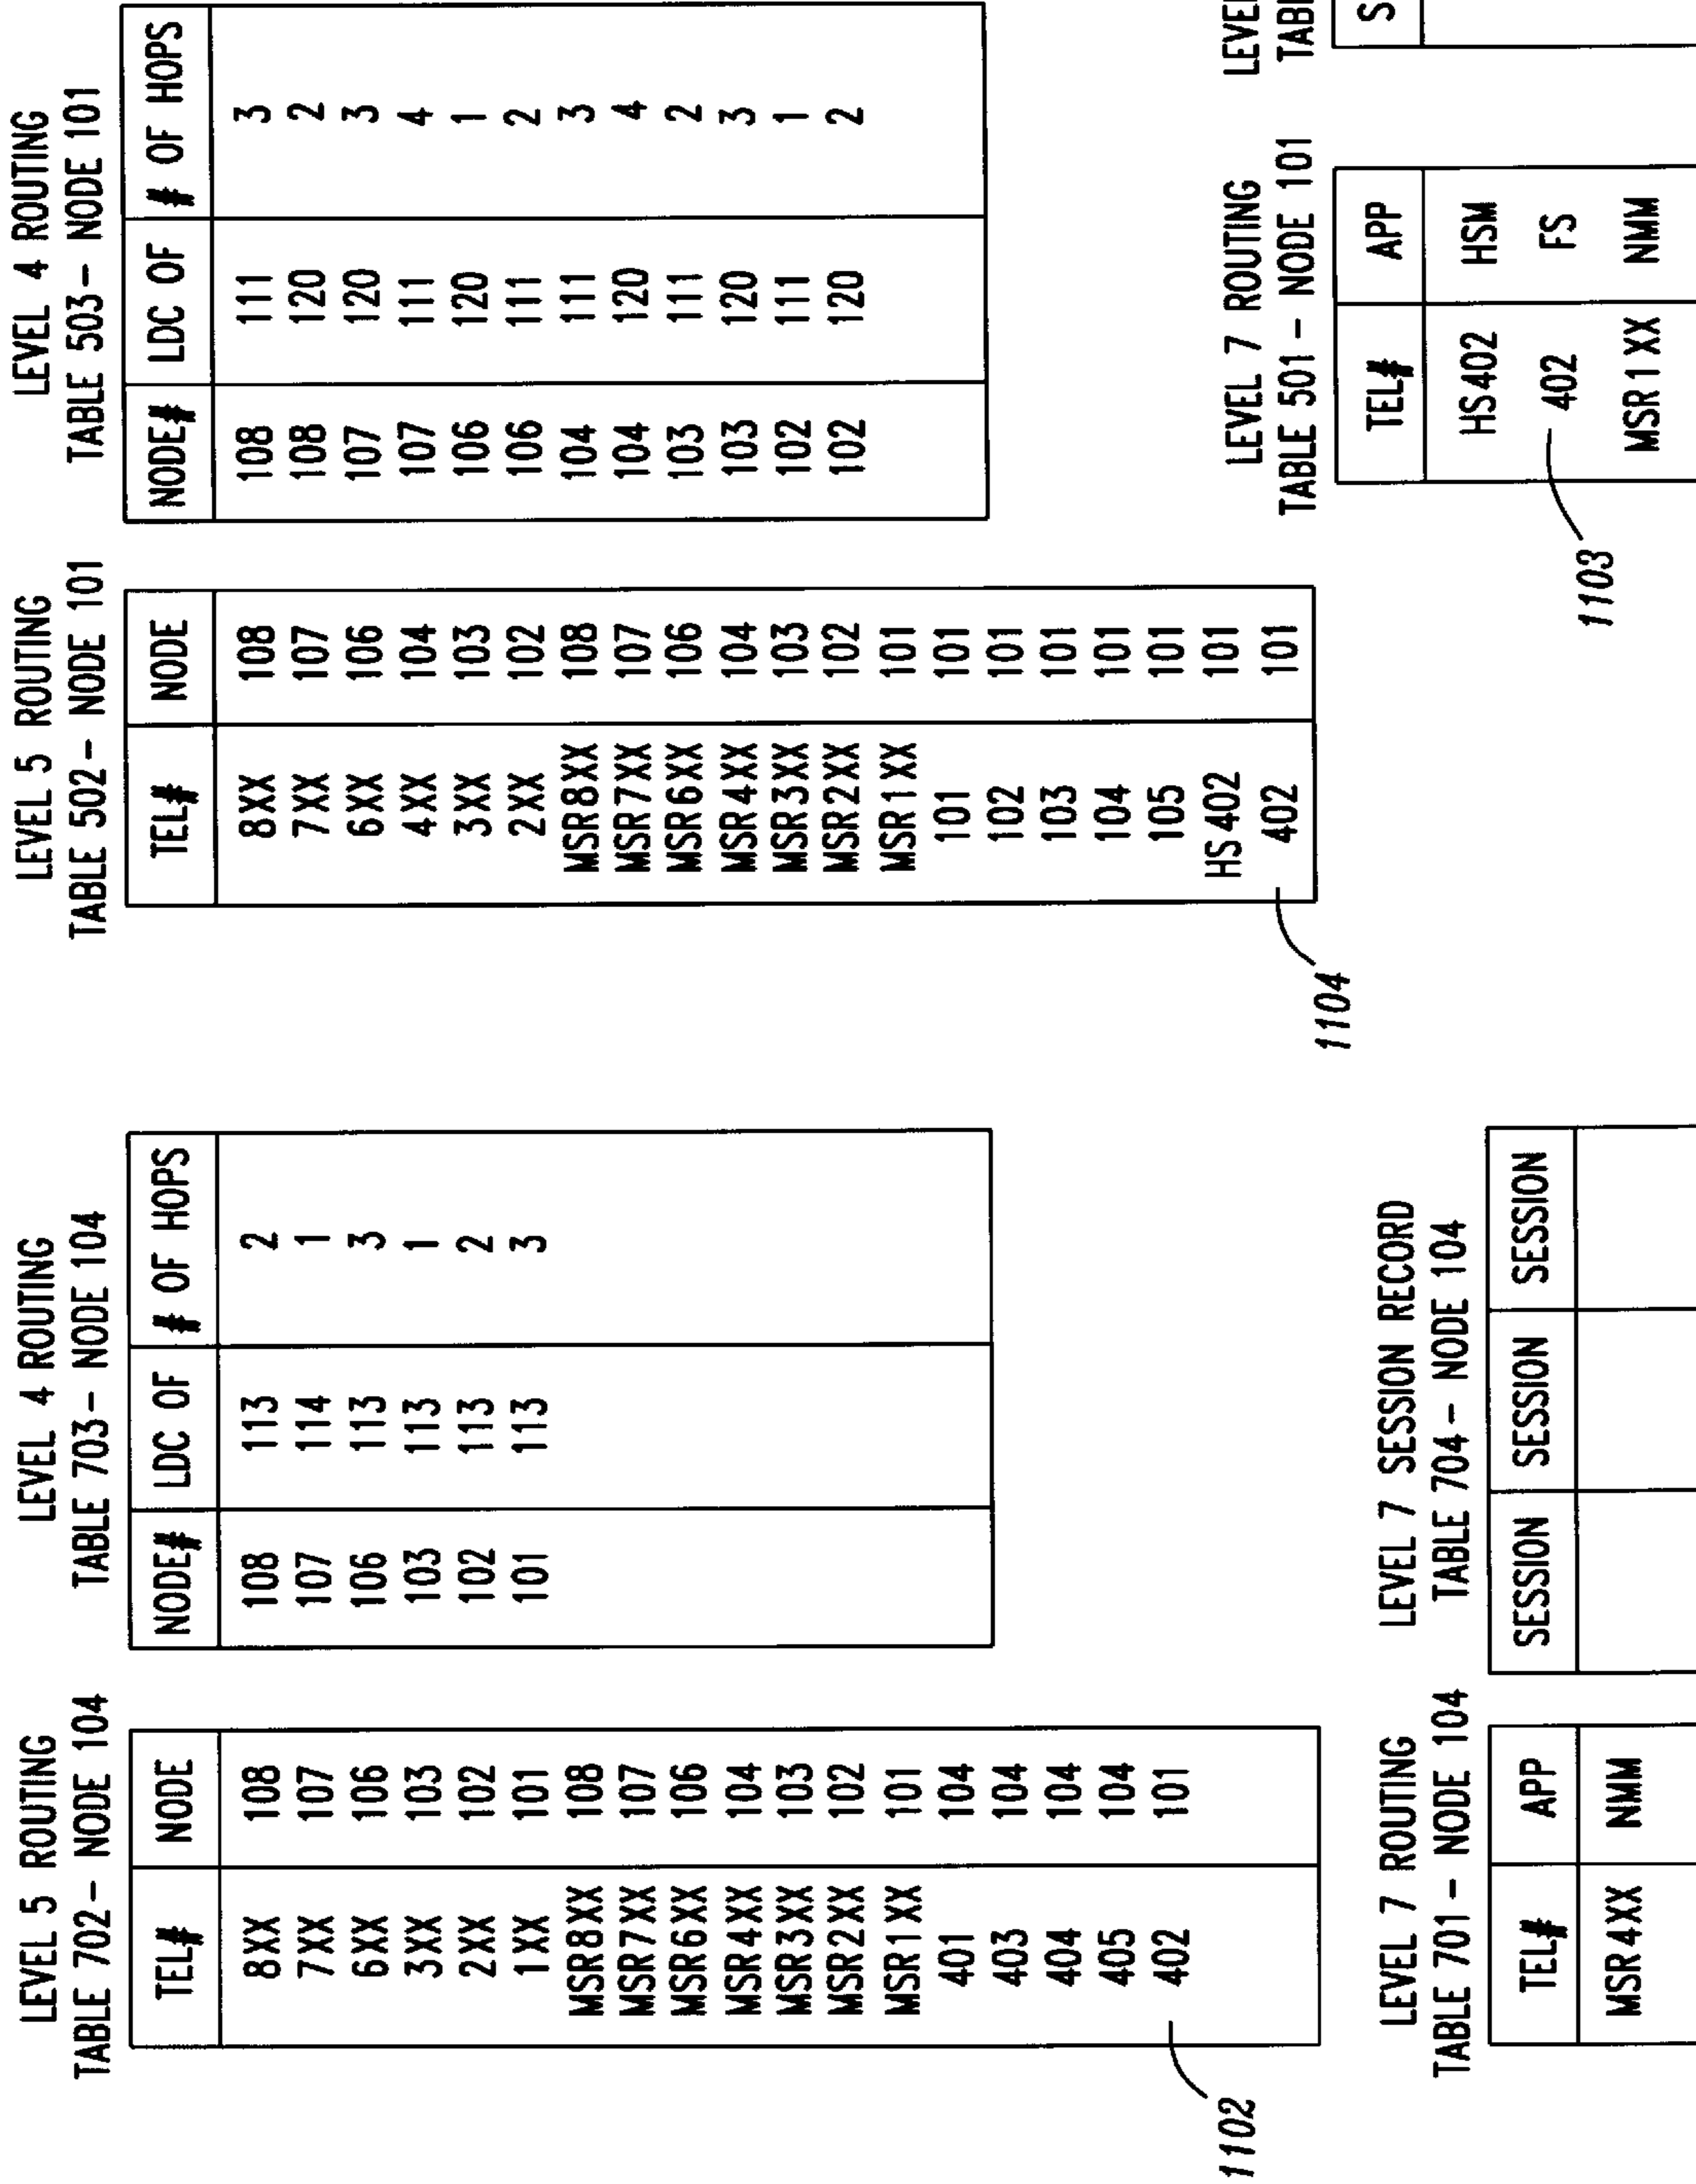 LEVEL 5 ROUTING
TABLE 702- NODE 104
TEL# NODE
8XX 108
7XX 107
6XX 106
3XX 103
2XX 102
1XX 101
MSR8XX 108
MSR7XX 107
MSR6XX 106
MSR4XX 104
MSR3XX 103
MSR2XX 102
MSR1XX 101
401 104
403 104
404 104
405 104
402 101
1102
LEVEL 4 ROUTING
TABLE 703- NODE 104
NODE# LDC OF # OF HOPS
108 113 2
107 114 1
106 113 3
103 113 1
102 113 2
101 113 3
LEVEL 5 ROUTING
TABLE 502- NODE 101
TEL# NODE
8XX 108
7XX 107
6XX 106
4XX 104
3XX 103
2XX 102
MSR8XX 108
MSR7XX 107
MSR6XX 106
MSR4XX 104
MSR3XX 103
MSR2XX 102
MSR1XX 101
101 101
102 101
103 101
104 101
105 101
HS402 101
402 101
1104
LEVEL 4 ROUTING
TABLE 503- NODE 101
NODE# LDC OF # OF HOPS
108 111 3
108 120 2
107 120 3
107 111 4
106 120 1
106 111 2
104 111 3
104 120 4
103 111 2
103 120 3
102 111 1
102 120 2
LEVEL 7 ROUTING
TABLE 701- NODE 104
TEL# APP
MSR4XX NMM
LEVEL 7 SESSION RECORD
TABLE 704- NODE 104
SESSION SESSION SESSION
LEVEL 7 ROUTING
TABLE 501- NODE 101
TEL# APP
HS402 HSM
402 FS
MSR1XX NMM
1103
LEVEL
S